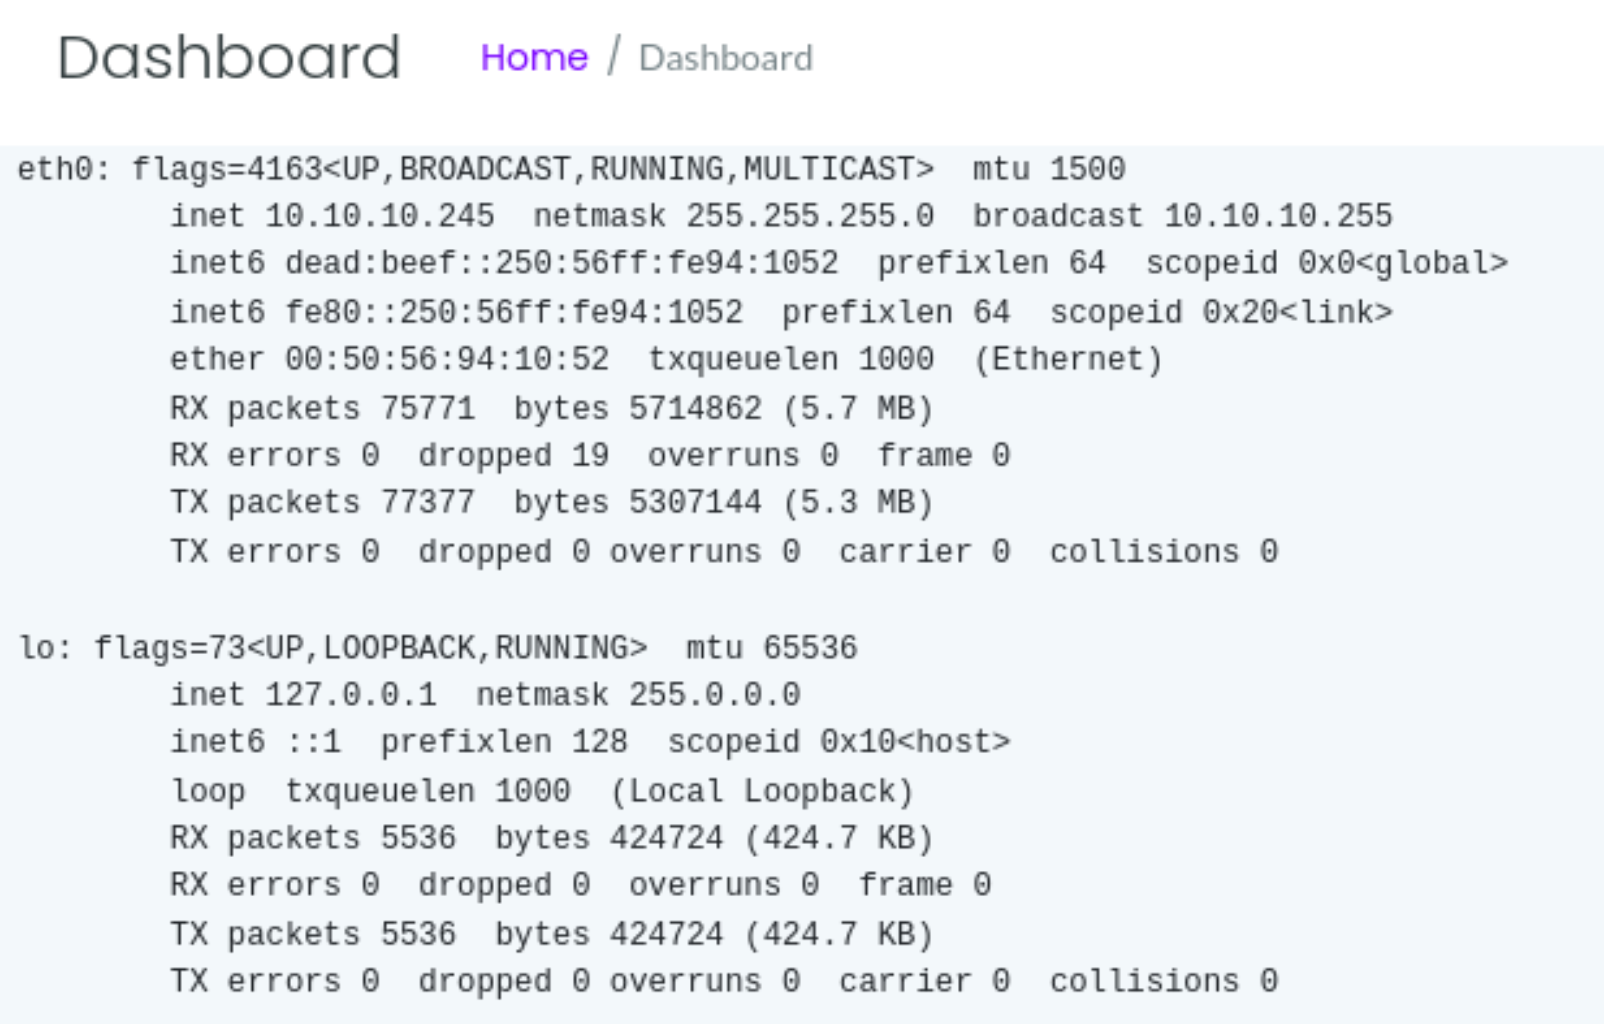 Dashboard Home / Dashboard
eth0: flags=4163<UP,BROADCAST,RUNNING,MULTICAST>  mtu 1500
        inet 10.10.10.245  netmask 255.255.255.0  broadcast 10.10.10.255
        inet6 dead:beef::250:56ff:fe94:1052  prefixlen 64  scopeid 0x0<global>
        inet6 fe80::250:56ff:fe94:1052  prefixlen 64  scopeid 0x20<link>
        ether 00:50:56:94:10:52  txqueuelen 1000  (Ethernet)
        RX packets 75771  bytes 5714862 (5.7 MB)
        RX errors 0  dropped 19  overruns 0  frame 0
        TX packets 77377  bytes 5307144 (5.3 MB)
        TX errors 0  dropped 0 overruns 0  carrier 0  collisions 0

lo: flags=73<UP,LOOPBACK,RUNNING>  mtu 65536
        inet 127.0.0.1  netmask 255.0.0.0
        inet6 ::1  prefixlen 128  scopeid 0x10<host>
        loop  txqueuelen 1000  (Local Loopback)
        RX packets 5536  bytes 424724 (424.7 KB)
        RX errors 0  dropped 0  overruns 0  frame 0
        TX packets 5536  bytes 424724 (424.7 KB)
        TX errors 0  dropped 0 overruns 0  carrier 0  collisions 0